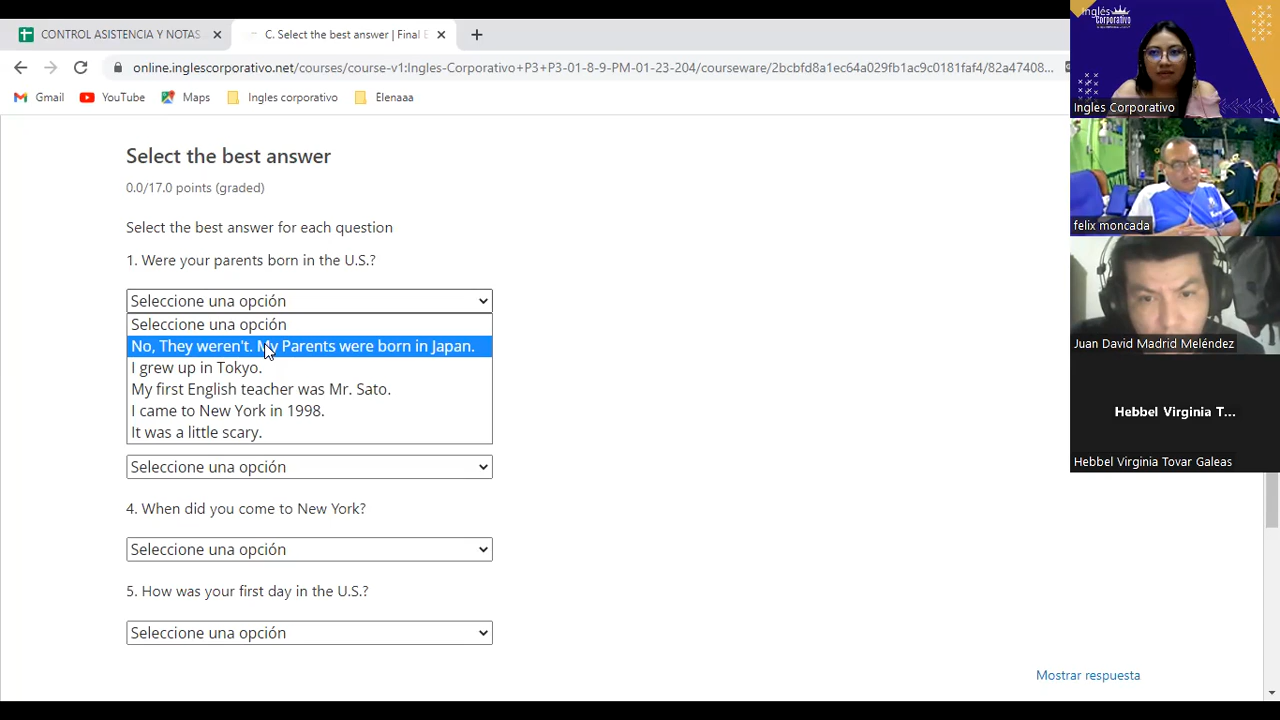 CONTROL ASISTENCIA Y NOTAS
C. Select the best answer | Final E
online.inglescorporativo.net/courses/course-v1:Ingles-Corporativo+P3+P3-01-8-9-PM-01-23-204/courseware/2bcbfd8a1ec64a029fb1ac9c0181faf4/82a47408...
Gmail
YouTube
Maps
Ingles corporativo
Elenaaa
Select the best answer
0.0/17.0 points (graded)
Select the best answer for each question
1. Were your parents born in the U.S.?
Seleccione una opción
Seleccione una opción
No, They weren't. My Parents were born in Japan.
I grew up in Tokyo.
My first English teacher was Mr. Sato.
I came to New York in 1998.
It was a little scary.
Seleccione una opción
4. When did you come to New York?
Seleccione una opción
5. How was your first day in the U.S.?
Seleccione una opción
Mostrar respuesta
Inglés
Corporativo
Ingles Corporativo
felix moncada
Juan David Madrid Meléndez
Hebbel Virginia T...
Hebbel Virginia Tovar Galeas